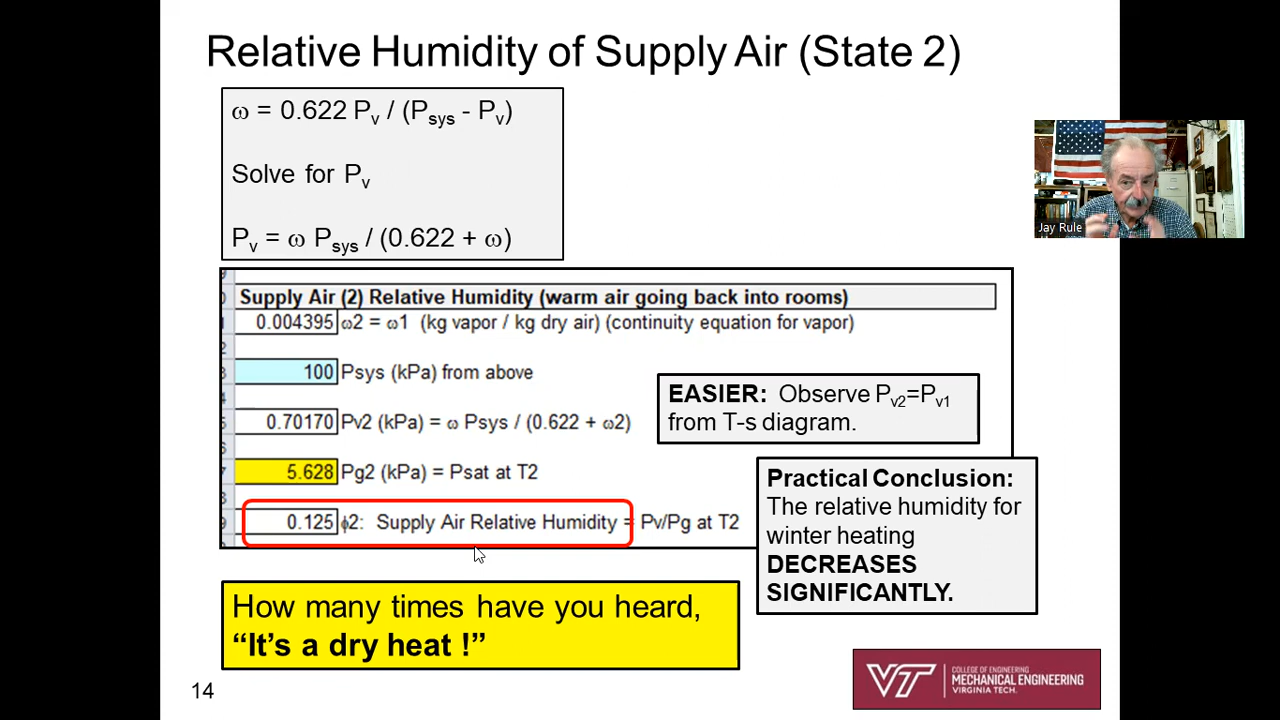 Relative Humidity of Supply Air (State 2)
ω = 0.622 Pv / (Psys - Pv)
Solve for Pv
Pv = ω Psys / (0.622 + ω)
Jay Rule
Supply Air (2) Relative Humidity (warm air going back into rooms)
0.004395 ω2 = ω1 (kg vapor / kg dry air) (continuity equation for vapor)
100 Psys (kPa) from above
0.70170 Pv2 (kPa) = ω Psys / (0.622 + ω2)
5.628 Pg2 (kPa) = Psat at T2
0.125 ϕ2: Supply Air Relative Humidity = Pv/Pg at T2
EASIER: Observe Pv2=Pv1
from T-s diagram.
Practical Conclusion:
The relative humidity for
winter heating
DECREASES
SIGNIFICANTLY.
How many times have you heard,
“It’s a dry heat !”
14
VT
COLLEGE OF ENGINEERING
MECHANICAL ENGINEERING
VIRGINIA TECH.